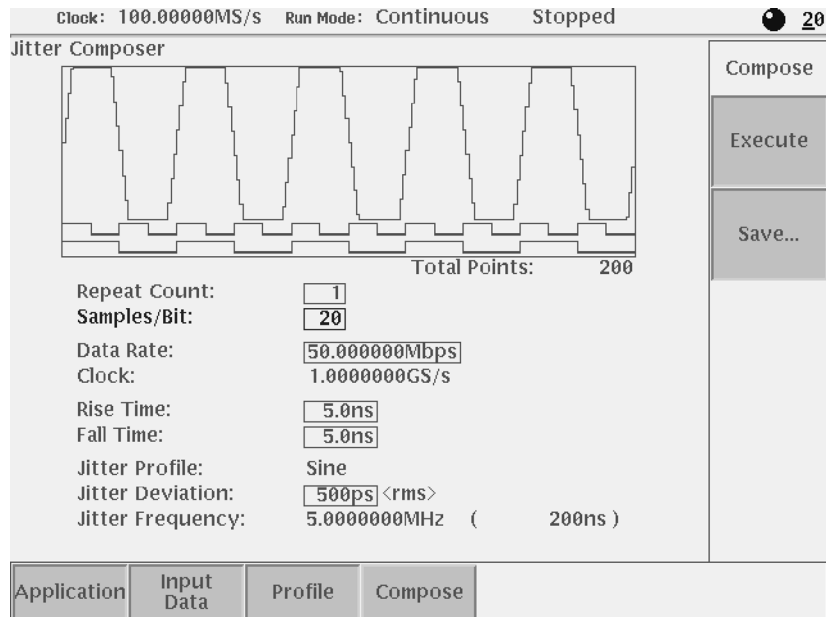 Clock: 100.00000MS/s Run Mode: Continuous Stopped 20
Jitter Composer
Compose
Execute
Save...
Total Points: 200
Repeat Count: 1
Samples/Bit: 20
Data Rate: 50.000000Mbps
Clock: 1.0000000GS/s
Rise Time: 5.0ns
Fall Time: 5.0ns
Jitter Profile: Sine
Jitter Deviation: 500ps <rms>
Jitter Frequency: 5.0000000MHz ( 200ns )
Application
Input Data
Profile
Compose